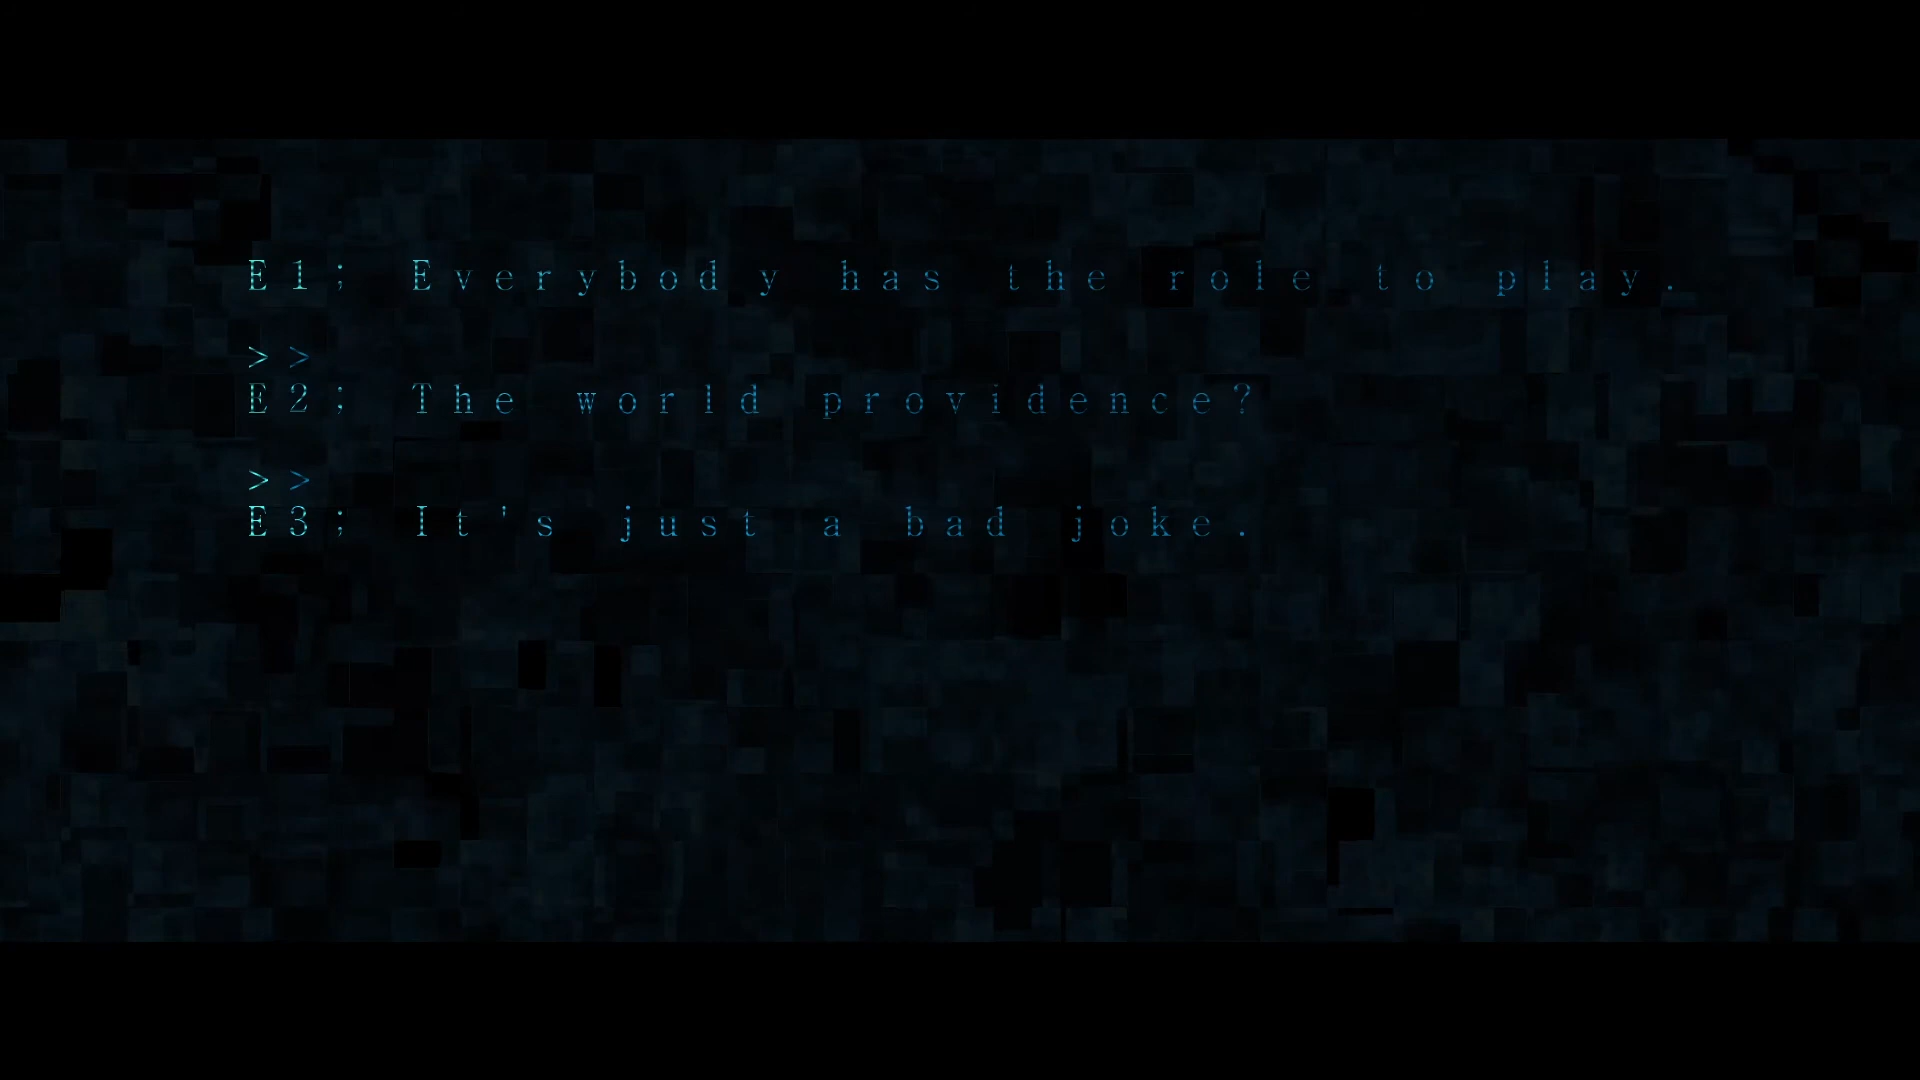 E1; Everybody has the role to play.
>>
E2; The world providence?
>>
E3; It's just a bad joke.